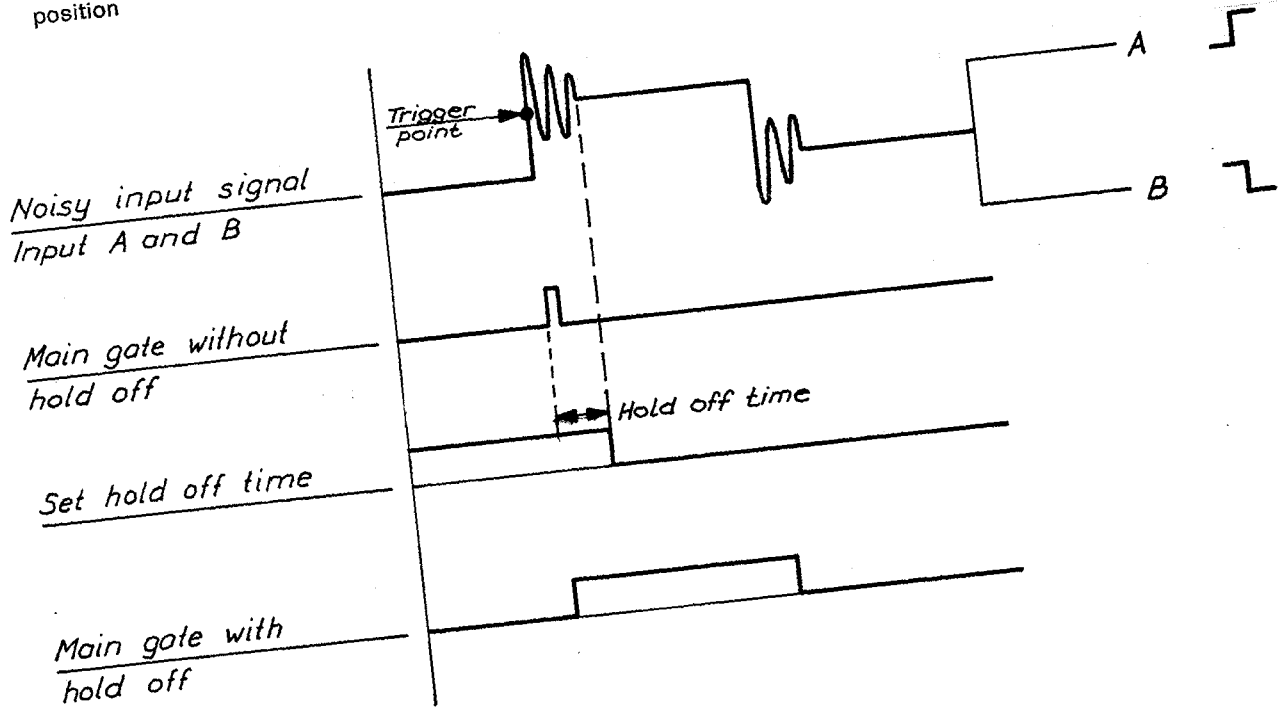 position
A
Trigger
point
Noisy input signal
Input A and B
B
Main gate without
hold off
Hold off time
Set hold off time
Main gate with
hold off